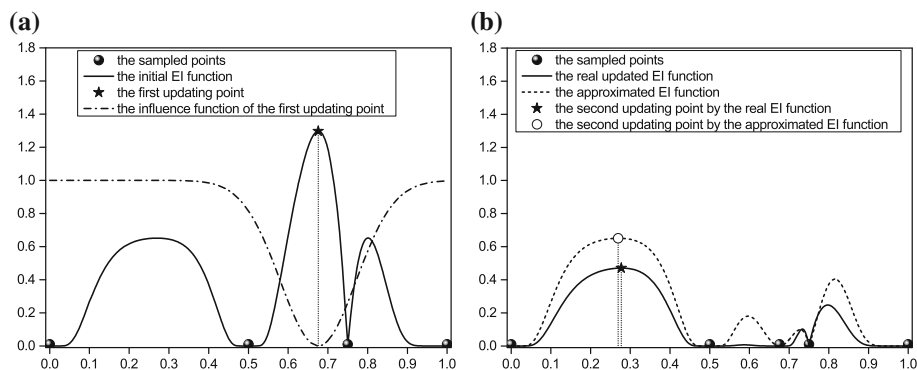 (a)
1.8
1.6
1.4
1.2
1.0
0.8
0.6
0.4
0.2
0.0
the sampled points
the initial EI function
the first updating point
the influence function of the first updating point
0.0 0.1 0.2 0.3 0.4 0.5 0.6 0.7 0.8 0.9 1.0
(b)
1.8
1.6
1.4
1.2
1.0
0.8
0.6
0.4
0.2
0.0
the sampled points
the real updated EI function
the approximated EI function
the second updating point by the real EI function
the second updating point by the approximated EI function
0.0 0.1 0.2 0.3 0.4 0.5 0.6 0.7 0.8 0.9 1.0